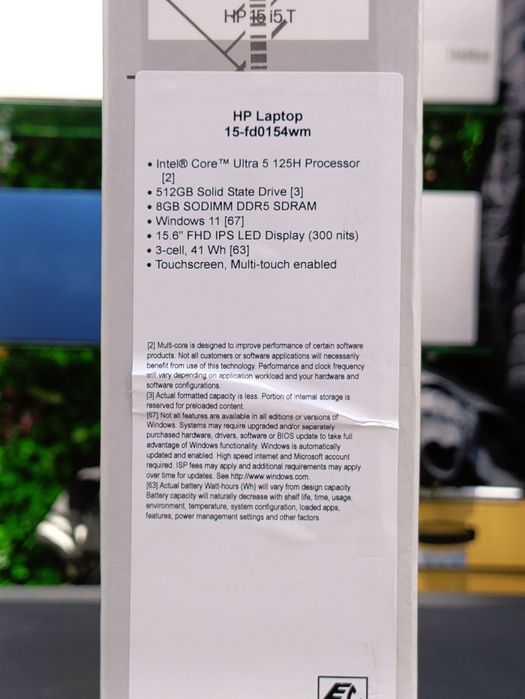 HP 15 i5 T
HP Laptop
15-fd0154wm
• Intel® Core™ Ultra 5 125H Processor
[2]
• 512GB Solid State Drive [3]
• 8GB SODIMM DDR5 SDRAM
• Windows 11 [67]
• 15.6" FHD IPS LED Display (300 nits)
• 3-cell, 41 Wh [63]
• Touchscreen, Multi-touch enabled
[2] Multi-core is designed to improve performance of certain software
products. Not all customers or software applications will necessarily
benefit from use of this technology. Performance and clock frequency
will vary depending on application workload and your hardware and
software configurations.
[3] Actual formatted capacity is less. Portion of internal storage is
reserved for preloaded content.
[67] Not all features are available in all editions or versions of
Windows. Systems may require upgraded and/or separately
purchased hardware, drivers, software or BIOS update to take full
advantage of Windows functionality. Windows is automatically
updated and enabled. High speed internet and Microsoft account
required. ISP fees may apply and additional requirements may apply
over time for updates. See http://www.windows.com.
[63] Actual battery Watt-hours (Wh) will vary from design capacity.
Battery capacity will naturally decrease with shelf life, time, usage,
environment, temperature, system configuration, loaded apps,
features, power management settings and other factors